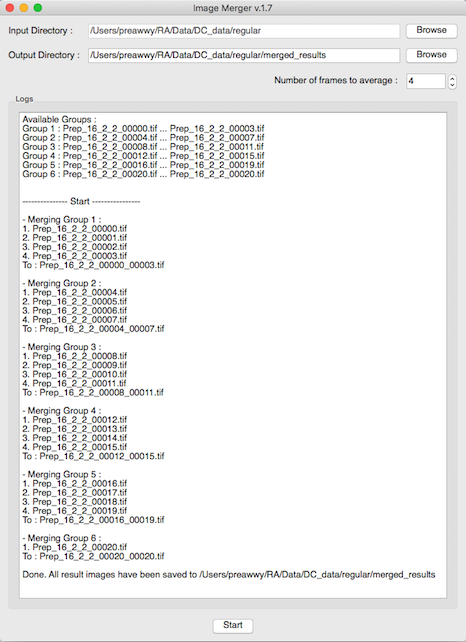 Image Merger v.1.7
Input Directory : /Users/preawwy/RA/Data/DC_data/regular Browse
Output Directory : /Users/preawwy/RA/Data/DC_data/regular/merged_results Browse
Number of frames to average : 4
Logs
Available Groups :
Group 1 : Prep_16_2_2_00000.tif ... Prep_16_2_2_00003.tif
Group 2 : Prep_16_2_2_00004.tif ... Prep_16_2_2_00007.tif
Group 3 : Prep_16_2_2_00008.tif ... Prep_16_2_2_00011.tif
Group 4 : Prep_16_2_2_00012.tif ... Prep_16_2_2_00015.tif
Group 5 : Prep_16_2_2_00016.tif ... Prep_16_2_2_00019.tif
Group 6 : Prep_16_2_2_00020.tif ... Prep_16_2_2_00020.tif
--------------- Start ----------------
- Merging Group 1 :
1. Prep_16_2_2_00000.tif
2. Prep_16_2_2_00001.tif
3. Prep_16_2_2_00002.tif
4. Prep_16_2_2_00003.tif
To : Prep_16_2_2_00000_00003.tif
- Merging Group 2 :
1. Prep_16_2_2_00004.tif
2. Prep_16_2_2_00005.tif
3. Prep_16_2_2_00006.tif
4. Prep_16_2_2_00007.tif
To : Prep_16_2_2_00004_00007.tif
- Merging Group 3 :
1. Prep_16_2_2_00008.tif
2. Prep_16_2_2_00009.tif
3. Prep_16_2_2_00010.tif
4. Prep_16_2_2_00011.tif
To : Prep_16_2_2_00008_00011.tif
- Merging Group 4 :
1. Prep_16_2_2_00012.tif
2. Prep_16_2_2_00013.tif
3. Prep_16_2_2_00014.tif
4. Prep_16_2_2_00015.tif
To : Prep_16_2_2_00012_00015.tif
- Merging Group 5 :
1. Prep_16_2_2_00016.tif
2. Prep_16_2_2_00017.tif
3. Prep_16_2_2_00018.tif
4. Prep_16_2_2_00019.tif
To : Prep_16_2_2_00016_00019.tif
- Merging Group 6 :
1. Prep_16_2_2_00020.tif
To : Prep_16_2_2_00020_00020.tif
Done. All result images have been saved to /Users/preawwy/RA/Data/DC_data/regular/merged_results
Start